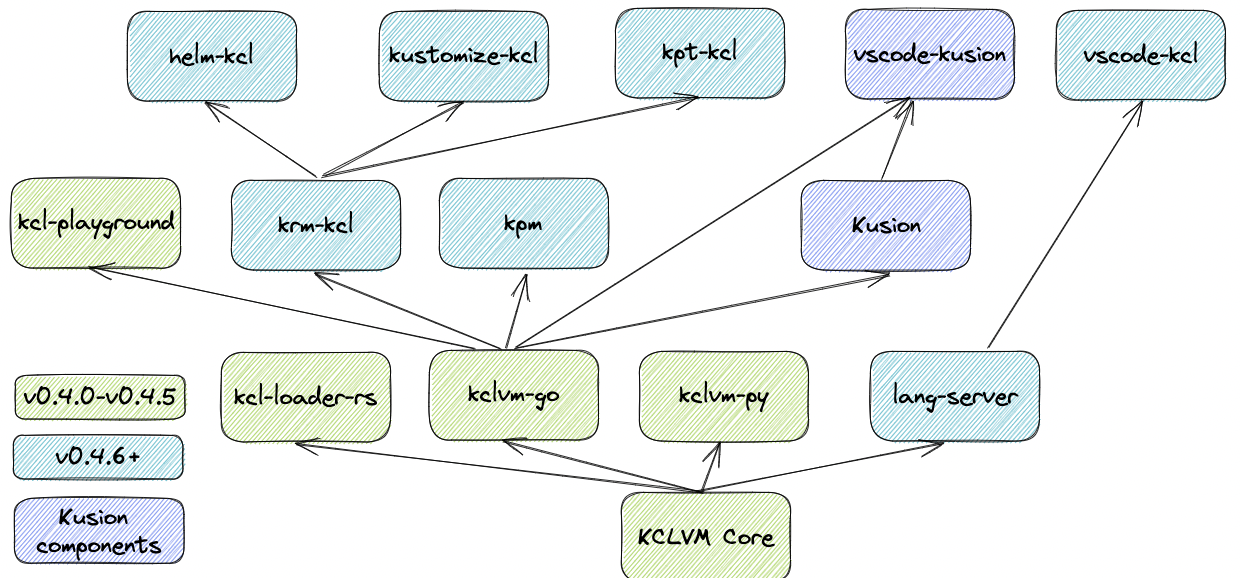 helm-kcl
kustomize-kcl
kpt-kcl
vscode-kusion
vscode-kcl
kcl-playground
krm-kcl
kpm
Kusion
kcl-loader-rs
kclvm-go
kclvm-py
lang-server
v0.4.0-v0.4.5
v0.4.6+
Kusion
components
KCLVM Core